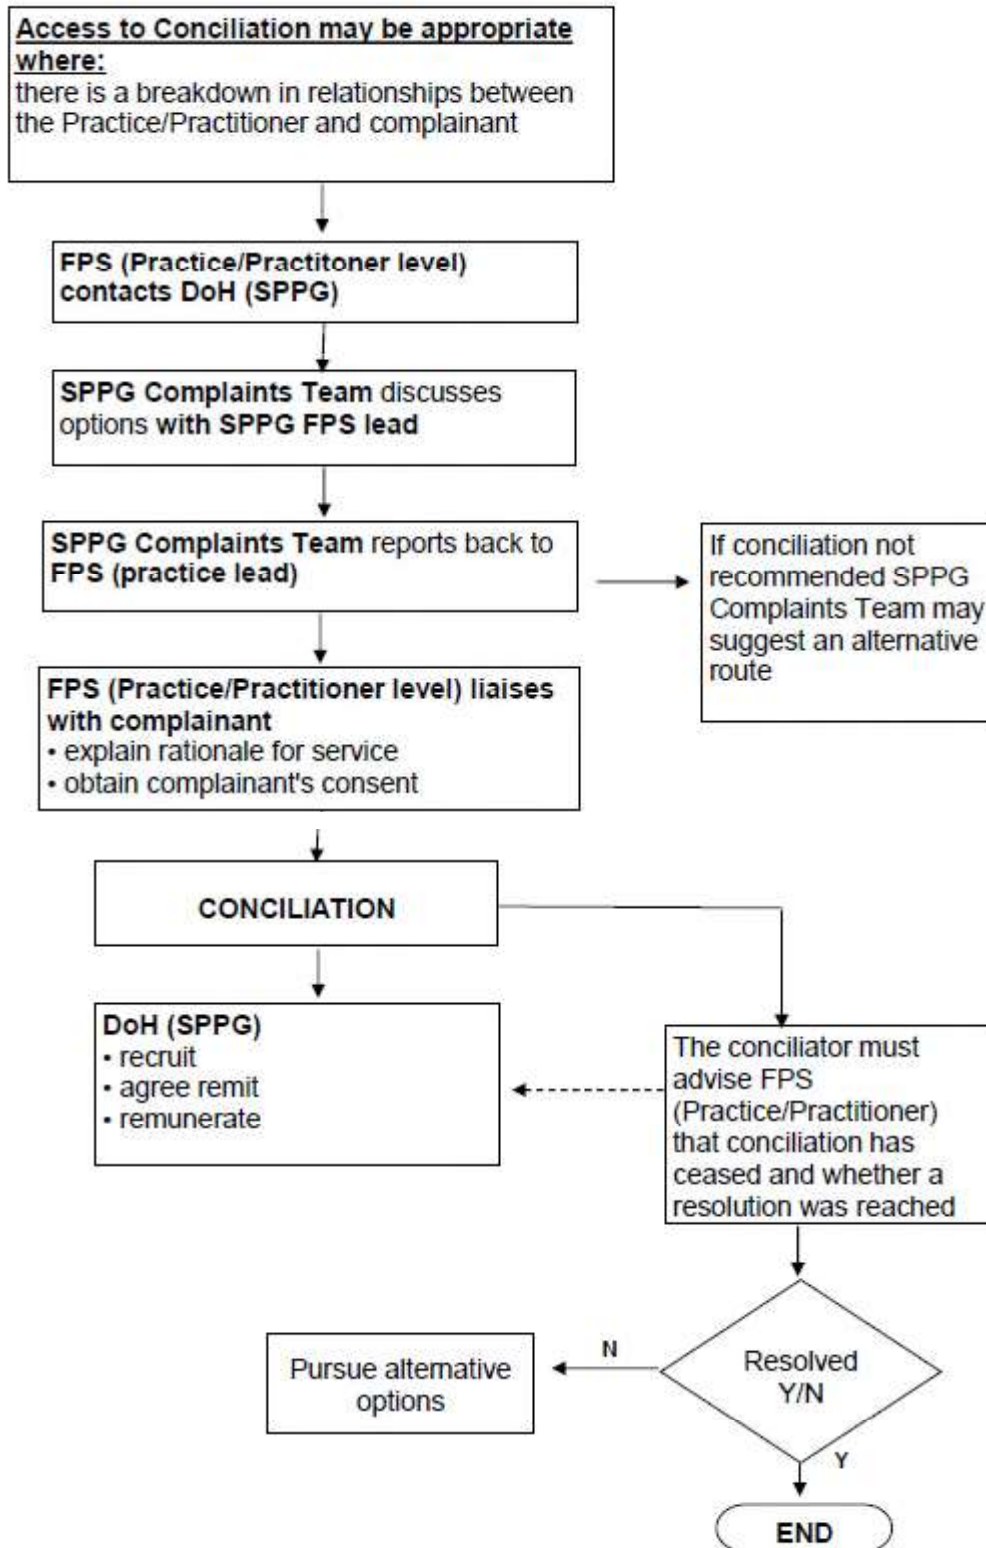 Access to Conciliation may be appropriate
where:
there is a breakdown in relationships between
the Practice/Practitioner and complainant
FPS (Practice/Practitoner level)
contacts DoH (SPPG)
SPPG Complaints Team discusses
options with SPPG FPS lead
SPPG Complaints Team reports back to
FPS (practice lead)
If conciliation not
recommended SPPG
Complaints Team may
suggest an alternative
route
FPS (Practice/Practitioner level) liaises
with complainant
• explain rationale for service
• obtain complainant's consent
CONCILIATION
DoH (SPPG)
• recruit
• agree remit
• remunerate
The conciliator must
advise FPS
(Practice/Practitioner)
that conciliation has
ceased and whether a
resolution was reached
Resolved
Y/N
N
Pursue alternative
options
Y
END